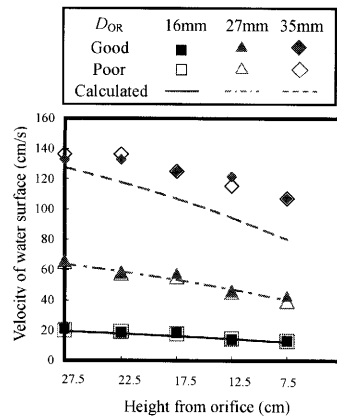 D_OR 16mm 27mm 35mm
Good
Poor
Calculated
Velocity of water surface (cm/s)
160
140
120
100
80
60
40
20
0
27.5 22.5 17.5 12.5 7.5
Height from orifice (cm)